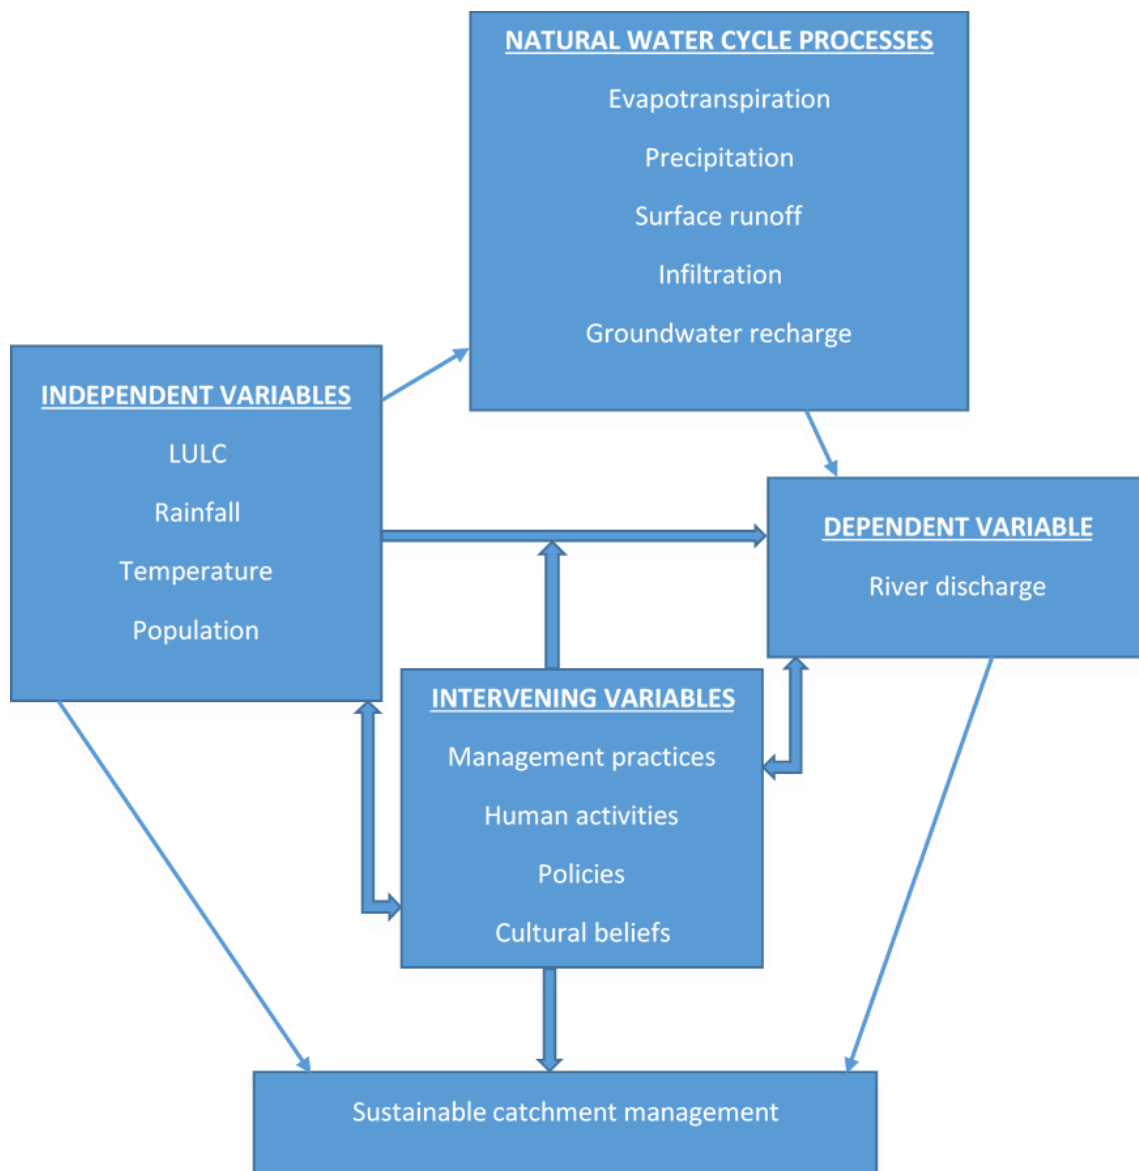 NATURAL WATER CYCLE PROCESSES
Evapotranspiration
Precipitation
Surface runoff
Infiltration
Groundwater recharge
INDEPENDENT VARIABLES
LULC
Rainfall
Temperature
Population
DEPENDENT VARIABLE
River discharge
INTERVENING VARIABLES
Management practices
Human activities
Policies
Cultural beliefs
Sustainable catchment management